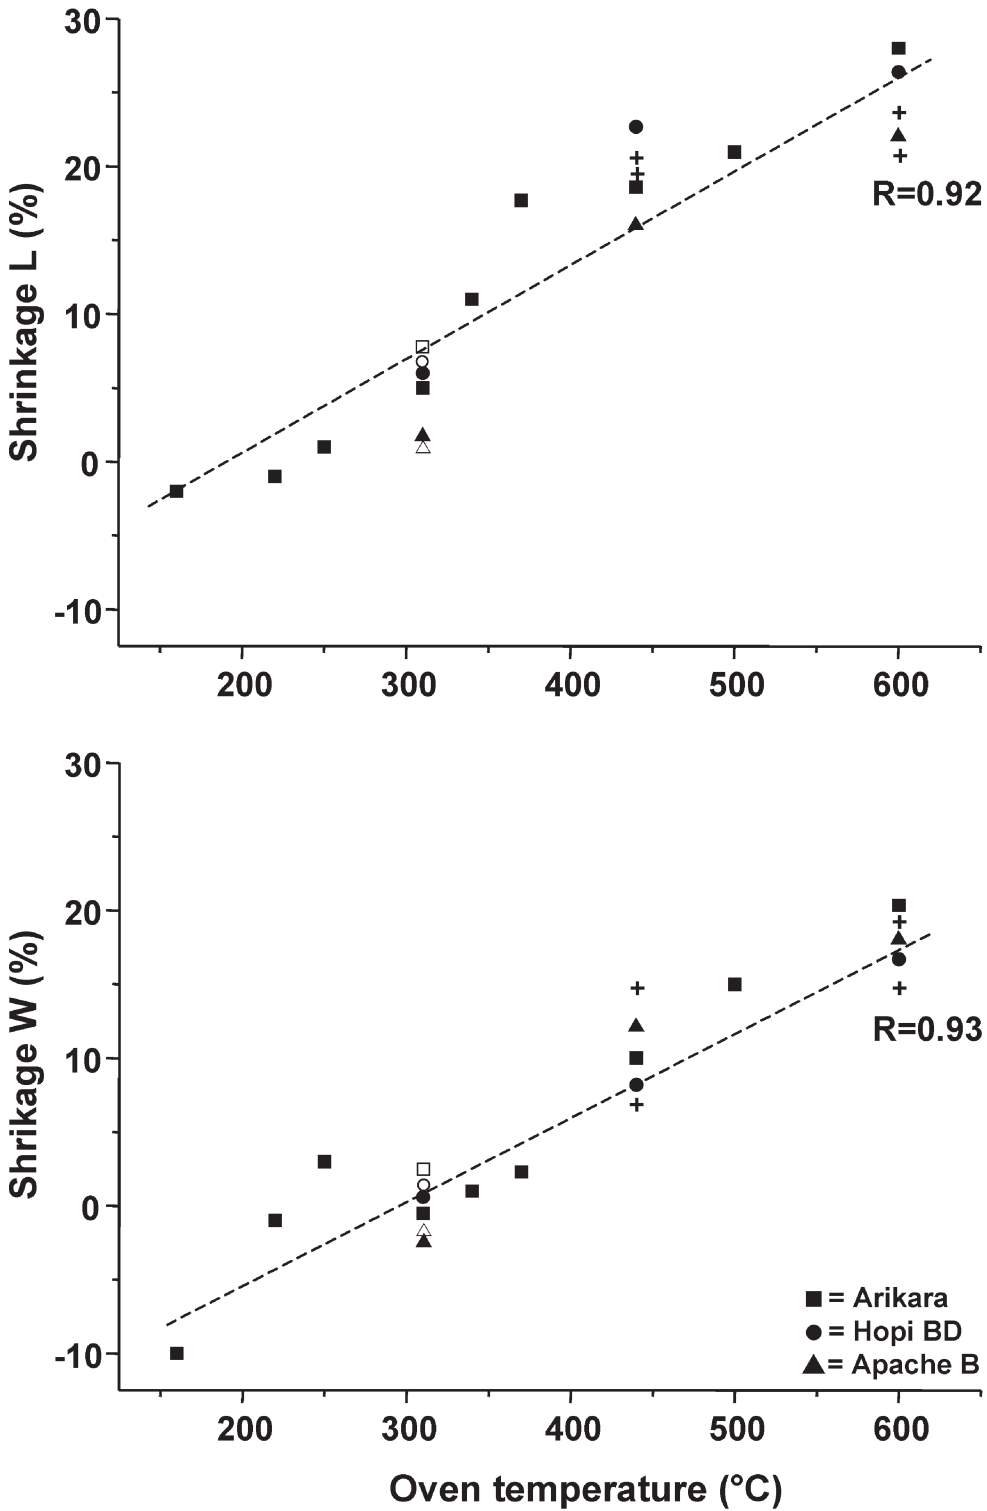 30
20
10
0
-10
Shrinkage L (%)
R=0.92
200 300 400 500 600
30
20
10
0
-10
Shrikage W (%)
R=0.93
= Arikara
= Hopi BD
= Apache B
200 300 400 500 600
Oven temperature (°C)